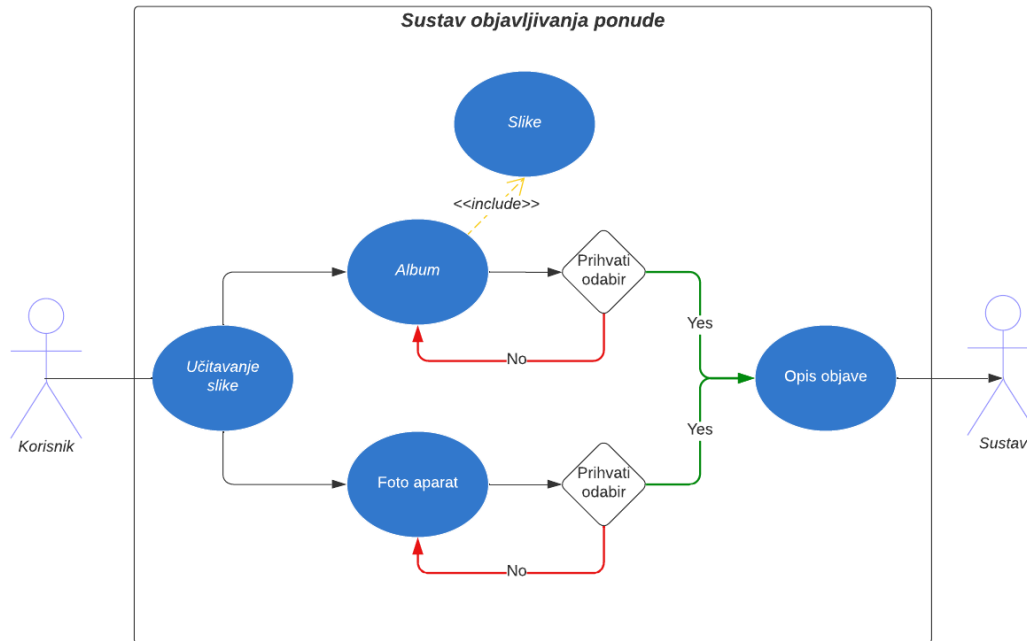 Sustav objavljivanja ponude
Slike
<<include>>
Album
Prihvati
odabir
Yes
No
Učitavanje
slike
Korisnik
Opis objave
Sustav
Yes
Foto aparat
Prihvati
odabir
No